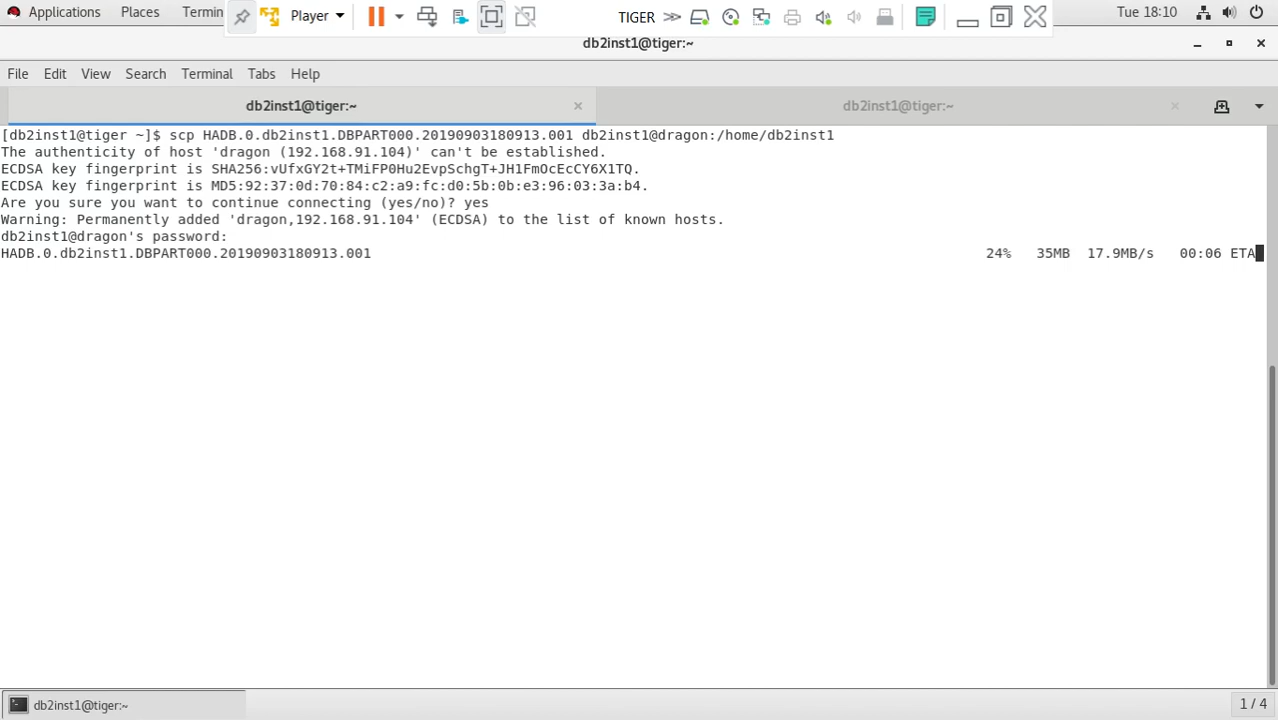 Applications Places Termin
Player
TIGER
Tue 18:10
db2inst1@tiger:~
File Edit View Search Terminal Tabs Help
db2inst1@tiger:~
db2inst1@tiger:~
[db2inst1@tiger ~]$ scp HADB.0.db2inst1.DBPART000.20190903180913.001 db2inst1@dragon:/home/db2inst1
The authenticity of host 'dragon (192.168.91.104)' can't be established.
ECDSA key fingerprint is SHA256:vUfxGY2t+TMiFP0Hu2EvpSchgT+JH1FmOcEcCY6X1TQ.
ECDSA key fingerprint is MD5:92:37:0d:70:84:c2:a9:fc:d0:5b:0b:e3:96:03:3a:b4.
Are you sure you want to continue connecting (yes/no)? yes
Warning: Permanently added 'dragon,192.168.91.104' (ECDSA) to the list of known hosts.
db2inst1@dragon's password:
HADB.0.db2inst1.DBPART000.20190903180913.001 24% 35MB 17.9MB/s 00:06 ETA
db2inst1@tiger:~
1 / 4